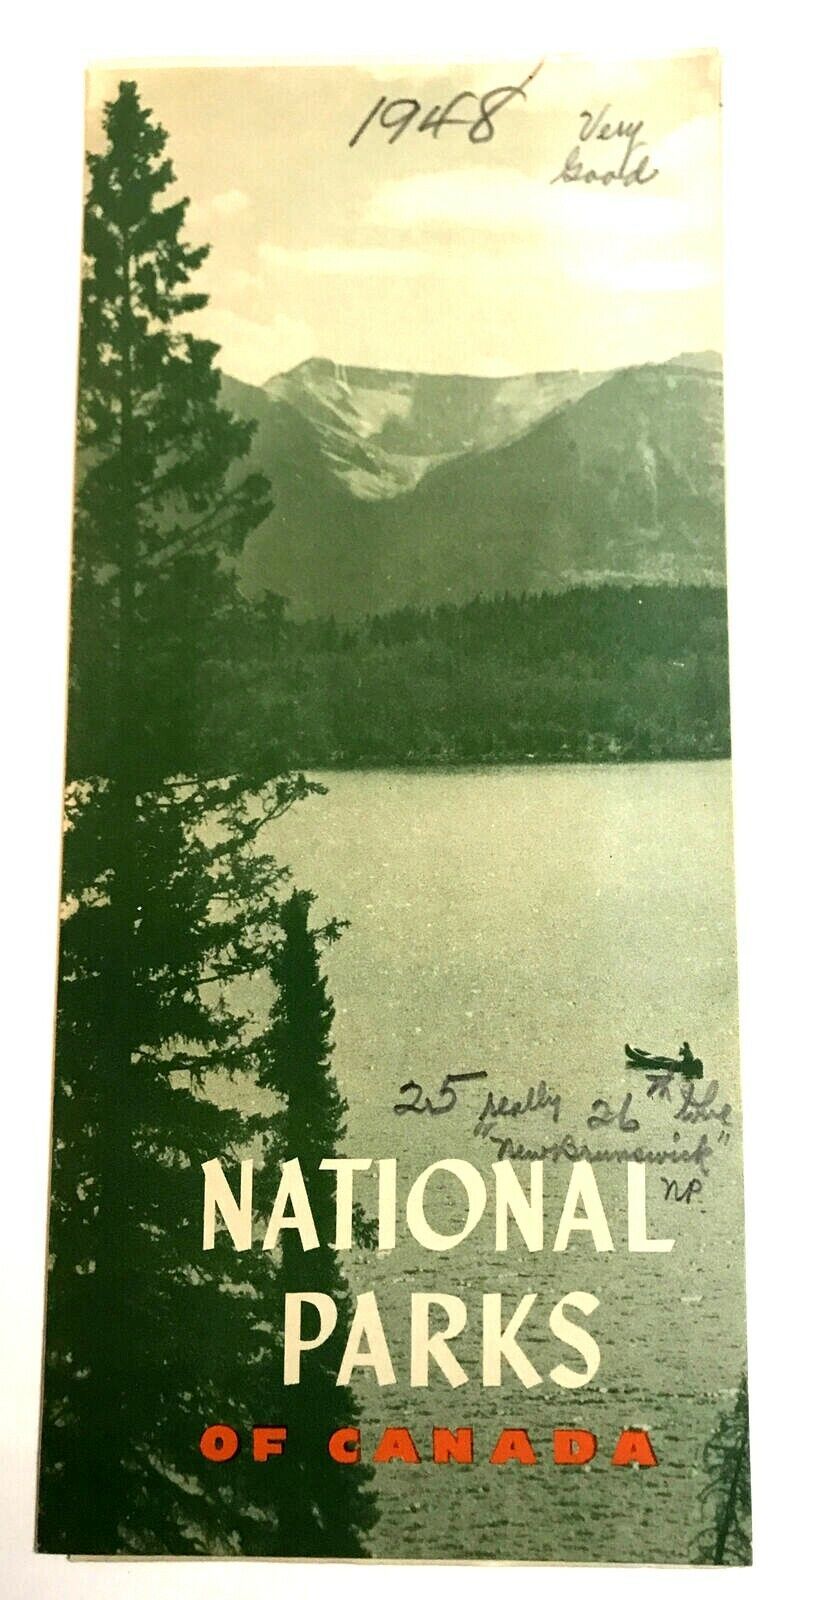 1948
Very
Good
25 really 26th
"New Brunswick"
NP.
NATIONAL
PARKS
OF CANADA